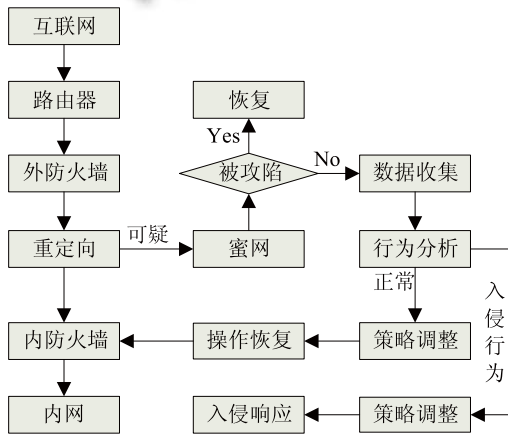 互联网
路由器
恢复
Yes
外防火墙
被攻陷
No
数据收集
重定向
可疑
蜜网
行为分析
正常
入侵行为
内防火墙
操作恢复
策略调整
内网
入侵响应
策略调整